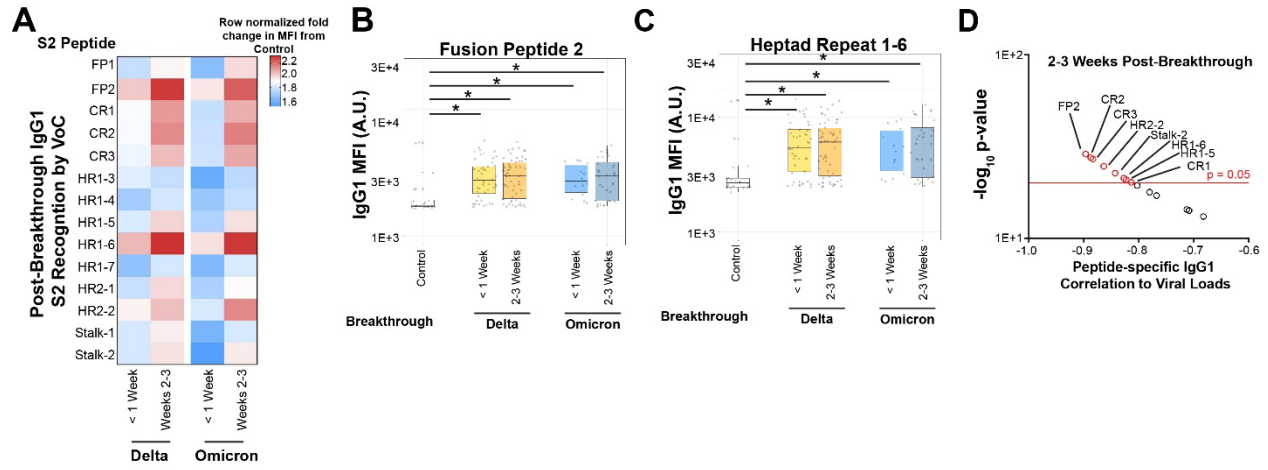 A
Row normalized fold
change in MFI from
Control
S2 Peptide
2.2
2.0
1.8
1.6
Post-Breakthrough IgG1
S2 Recogntion by VoC
FP1
FP2
CR1
CR2
CR3
HR1-3
HR1-4
HR1-5
HR1-6
HR1-7
HR2-1
HR2-2
Stalk-1
Stalk-2
< 1 Week
Weeks 2-3
< 1 Week
Weeks 2-3
Delta
Omicron
B
Fusion Peptide 2
IgG1 MFI (A.U.)
3E+4
1E+4
3E+3
1E+3
*
*
*
*
Control
< 1 Week
2-3 Weeks
< 1 Week
2-3 Weeks
Breakthrough
Delta
Omicron
C
Heptad Repeat 1-6
IgG1 MFI (A.U.)
3E+4
1E+4
3E+3
1E+3
*
*
*
*
Control
< 1 Week
2-3 Weeks
< 1 Week
2-3 Weeks
Breakthrough
Delta
Omicron
D
1E+2
2-3 Weeks Post-Breakthrough
FP2
CR2
CR3
HR2-2
Stalk-2
HR1-6
HR1-5
CR1
p = 0.05
-log10 p-value
1E+1
-1.0
-0.9
-0.8
-0.7
-0.6
Peptide-specific IgG1
Correlation to Viral Loads